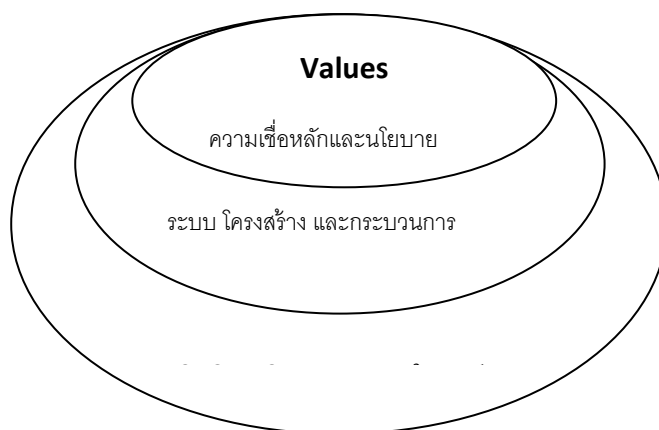 Values
ความเชื่อหลักและนโยบาย
ระบบ โครงสร้าง และกระบวนการ